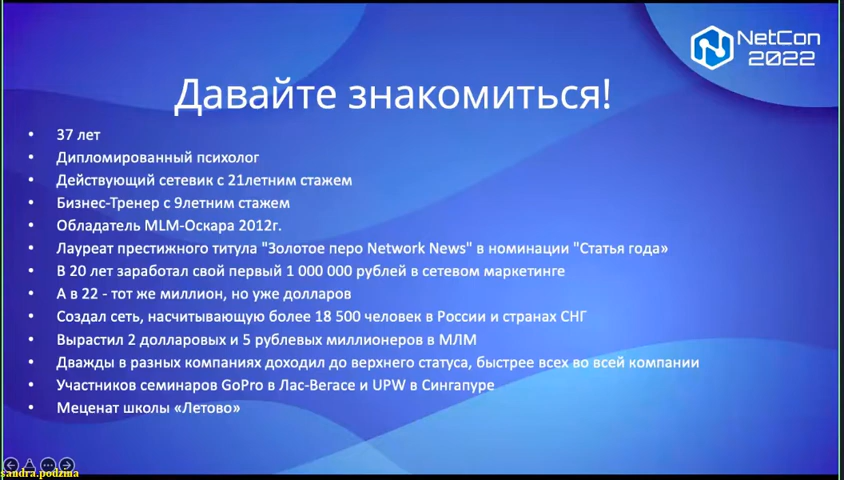 NetCon
2022
Давайте знакомиться!
• 37 лет
• Дипломированный психолог
• Действующий сетевик с 21летним стажем
• Бизнес-Тренер с 9летним стажем
• Обладатель MLM-Оскара 2012г.
• Лауреат престижного титула "Золотое перо Network News" в номинации "Статья года»
• В 20 лет заработал свой первый 1 000 000 рублей в сетевом маркетинге
• А в 22 - тот же миллион, но уже долларов
• Создал сеть, насчитывающую более 18 500 человек в России и странах СНГ
• Вырастил 2 долларовых и 5 рублевых миллионеров в МЛМ
• Дважды в разных компаниях доходил до верхнего статуса, быстрее всех во всей компании
• Участников семинаров GoPro в Лас-Вегасе и UPW в Сингапуре
• Меценат школы «Летово»
sandra.podzina